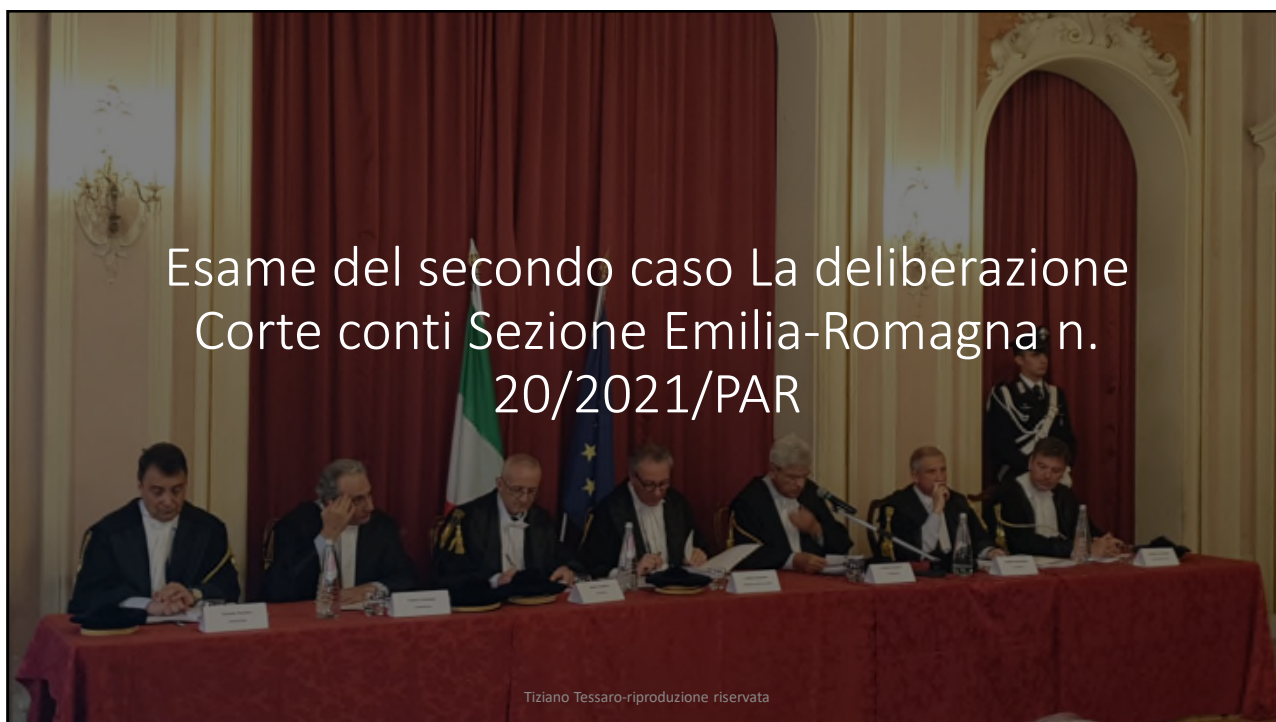 Esame del secondo caso La deliberazione
Corte conti Sezione Emilia-Romagna n.
20/2021/PAR
Tiziano Tessaro-riproduzione riservata